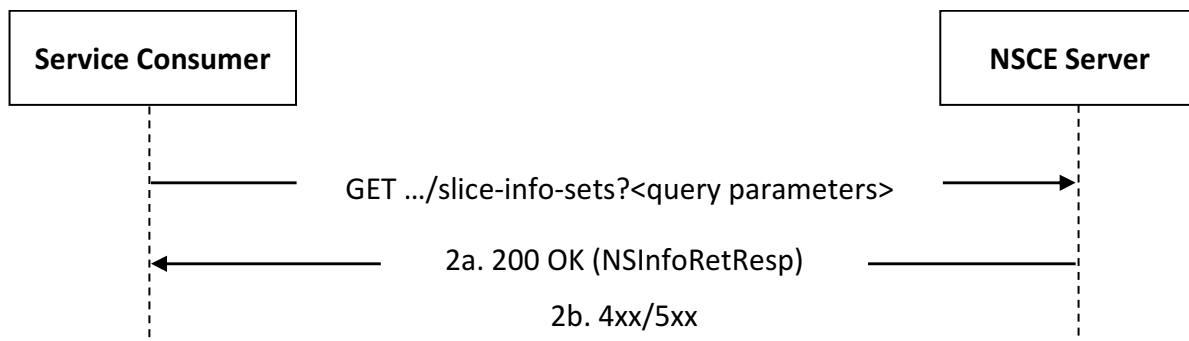 Service Consumer
NSCE Server
GET …/slice-info-sets?<query parameters>
2a. 200 OK (NSInfoRetResp)
2b. 4xx/5xx